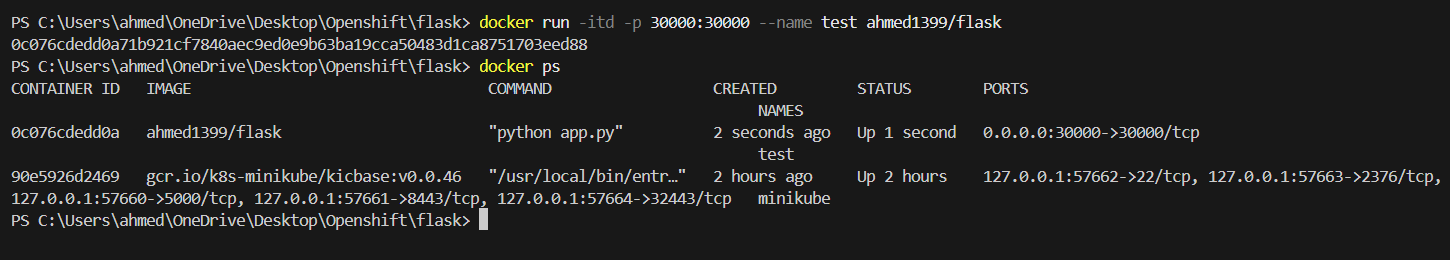 PS C:\Users\ahmed\OneDrive\Desktop\Openshift\flask> docker run -itd -p 30000:30000 --name test ahmed1399/flask
0c076cdedd0a71b921cf7840aec9ed0e9b63ba19cca50483d1ca8751703eed88
PS C:\Users\ahmed\OneDrive\Desktop\Openshift\flask> docker ps
CONTAINER ID   IMAGE                                 COMMAND                  CREATED         STATUS         PORTS
                                                                                   NAMES
0c076cdedd0a   ahmed1399/flask                       "python app.py"          2 seconds ago   Up 1 second    0.0.0.0:30000->30000/tcp
                                                                                   test
90e5926d2469   gcr.io/k8s-minikube/kicbase:v0.0.46   "/usr/local/bin/entr…"   2 hours ago     Up 2 hours     127.0.0.1:57662->22/tcp, 127.0.0.1:57663->2376/tcp,
127.0.0.1:57660->5000/tcp, 127.0.0.1:57661->8443/tcp, 127.0.0.1:57664->32443/tcp   minikube
PS C:\Users\ahmed\OneDrive\Desktop\Openshift\flask>